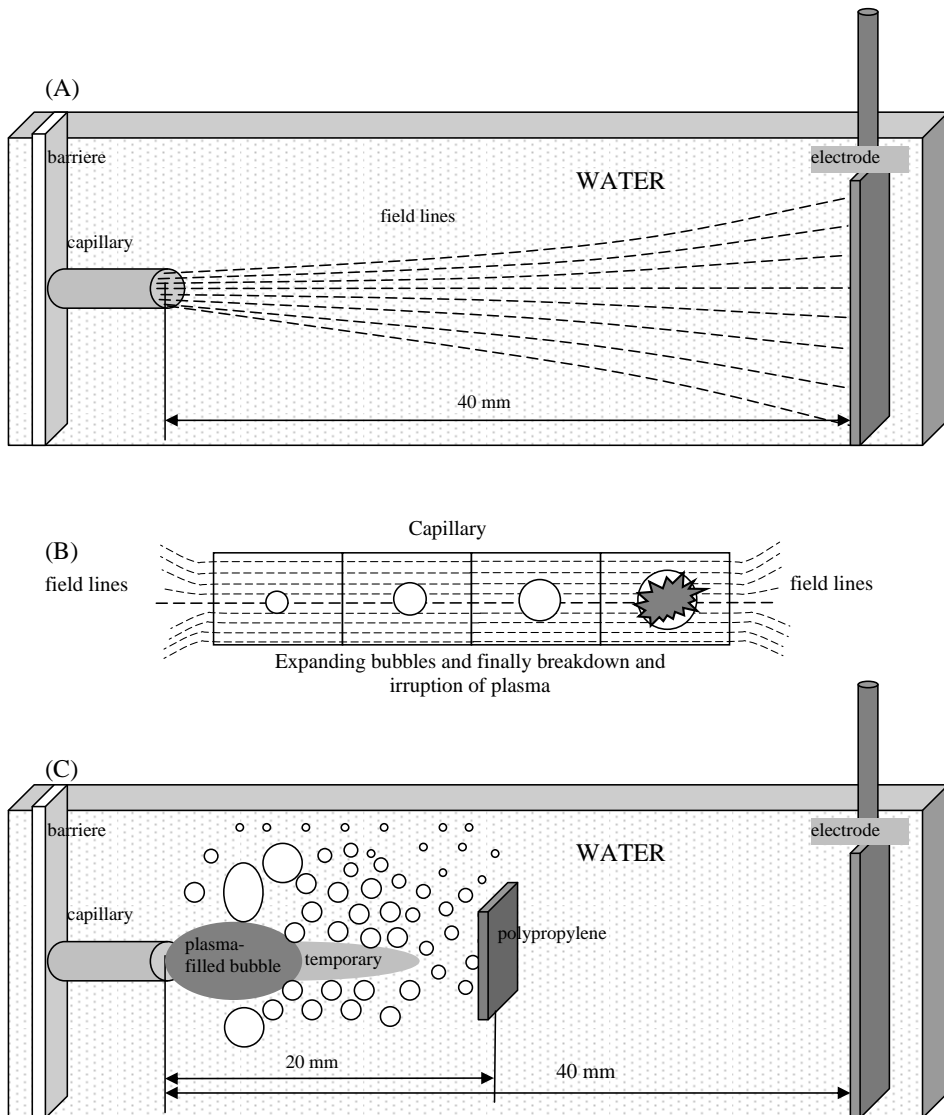 (A)
barriere
electrode
WATER
field lines
capillary
40 mm
Capillary
(B)
field lines
field lines
Expanding bubbles and finally breakdown and
irruption of plasma
(C)
barriere
electrode
WATER
capillary
polypropylene
plasma-
filled bubble
temporary
20 mm
40 mm